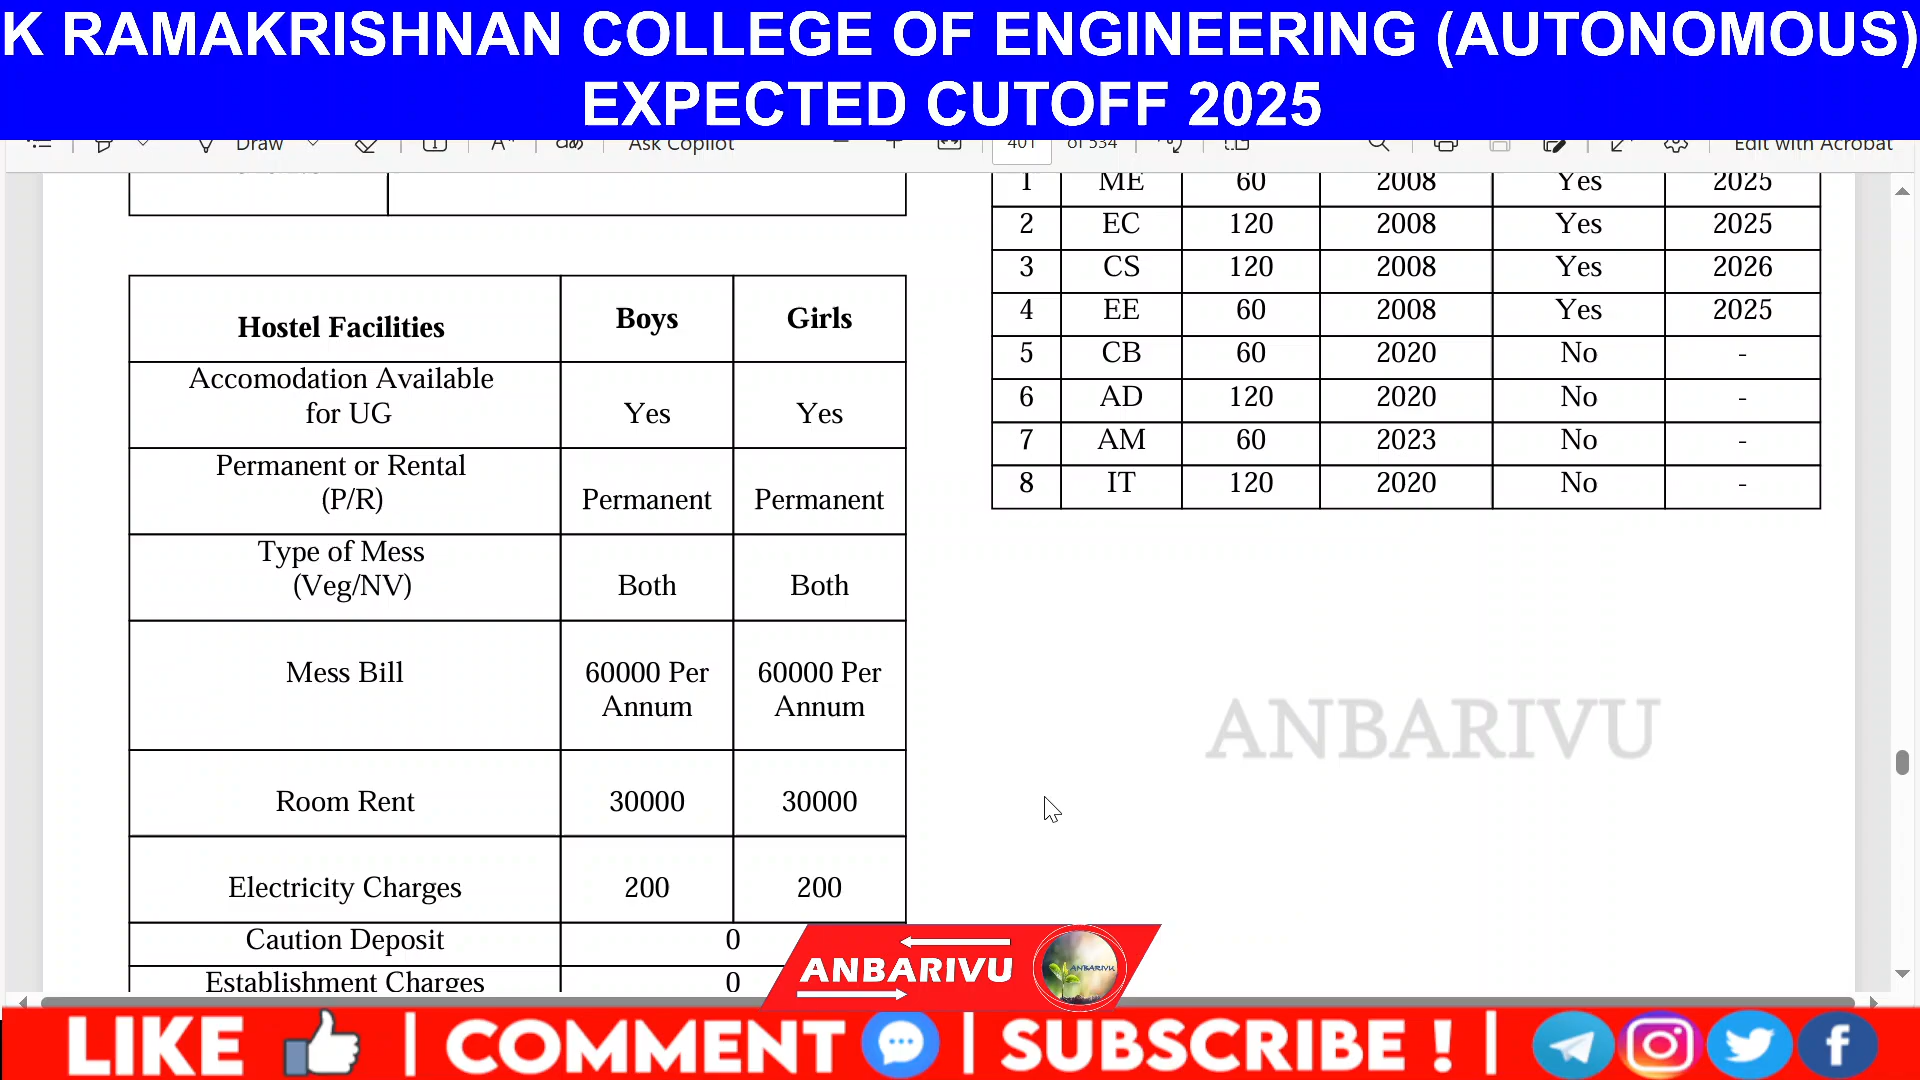 K RAMAKRISHNAN COLLEGE OF ENGINEERING (AUTONOMOUS)
EXPECTED CUTOFF 2025
Draw
Ask Copilot
401
of 534
Edit with Acrobat
Hostel Facilities Boys Girls
Accomodation Available
for UG Yes Yes
Permanent or Rental
(P/R) Permanent Permanent
Type of Mess
(Veg/NV) Both Both
Mess Bill 60000 Per 60000 Per
Annum Annum
Room Rent 30000 30000
Electricity Charges 200 200
Caution Deposit 0
Establishment Charges 0
1 ME 60 2008 Yes 2025
2 EC 120 2008 Yes 2025
3 CS 120 2008 Yes 2026
4 EE 60 2008 Yes 2025
5 CB 60 2020 No -
6 AD 120 2020 No -
7 AM 60 2023 No -
8 IT 120 2020 No -
ANBARIVU
ANBARIVU
ANBARIVU
LIKE | COMMENT | SUBSCRIBE ! |